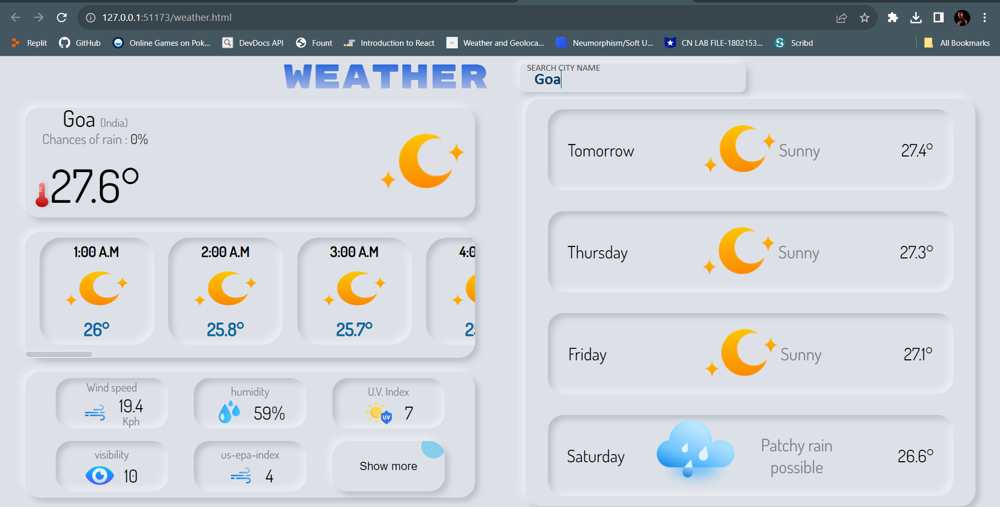 127.0.0.1:51173/weather.html
Replit GitHub Online Games on Pok... DevDocs API Fount Introduction to React Weather and Geoloca... Neumorphism/Soft U... CN LAB FILE-1802153... Scribd All Bookmarks
WEATHER
SEARCH CITY NAME
Goa
Goa (India)
Chances of rain : 0%
27.6°
1:00 A.M 2:00 A.M 3:00 A.M 4:0
26° 25.8° 25.7° 25
Wind speed
19.4
Kph
humidity
59%
U.V. Index
UV 7
visibility
10
us-epa-index
4
Show more
Tomorrow Sunny 27.4°
Thursday Sunny 27.3°
Friday Sunny 27.1°
Saturday Patchy rain possible 26.6°